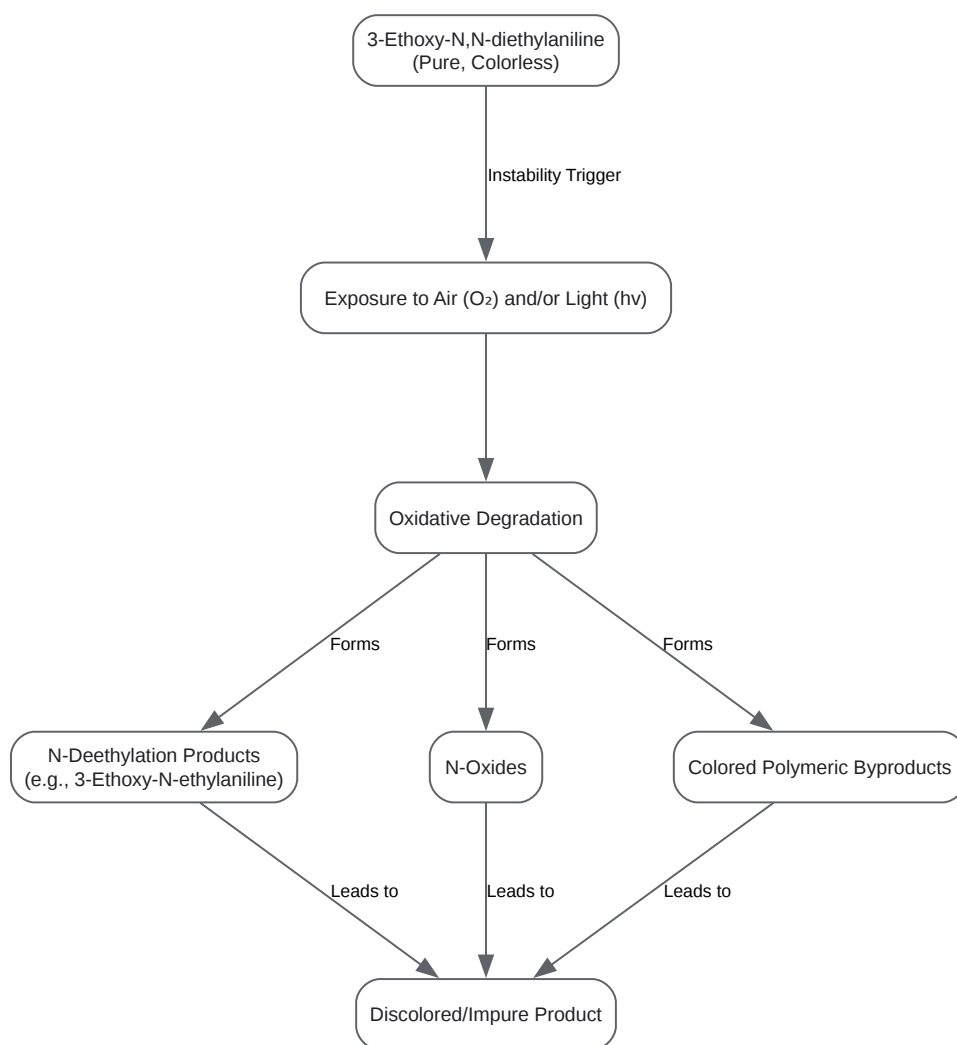 3-Ethoxy-N,N-diethylaniline
(Pure, Colorless)
Instability Trigger
Exposure to Air (O₂) and/or Light (hv)
Oxidative Degradation
Forms
Forms
Forms
N-Deethylation Products
(e.g., 3-Ethoxy-N-ethylaniline)
N-Oxides
Colored Polymeric Byproducts
Leads to
Leads to
Leads to
Discolored/Impure Product